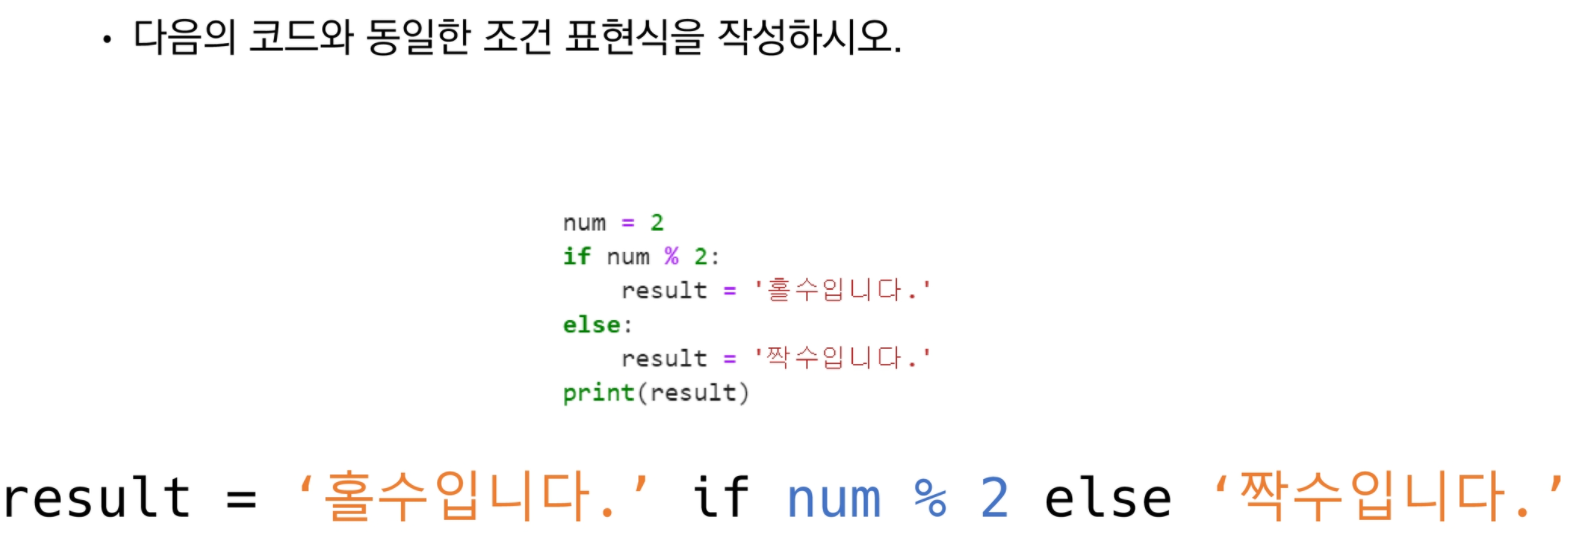 • 다음의 코드와 동일한 조건 표현식을 작성하시오.
num = 2
if num % 2:
    result = '홀수입니다.'
else:
    result = '짝수입니다.'
print(result)
result = ‘홀수입니다.’ if num % 2 else ‘짝수입니다.’